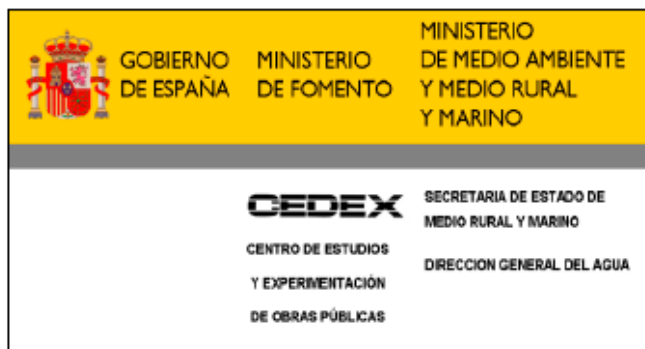 GOBIERNO
DE ESPAÑA
MINISTERIO
DE FOMENTO
MINISTERIO
DE MEDIO AMBIENTE
Y MEDIO RURAL
Y MARINO
CEDEX
CENTRO DE ESTUDIOS
Y EXPERIMENTACIÓN
DE OBRAS PÚBLICAS
SECRETARIA DE ESTADO DE
MEDIO RURAL Y MARINO
DIRECCION GENERAL DEL AGUA